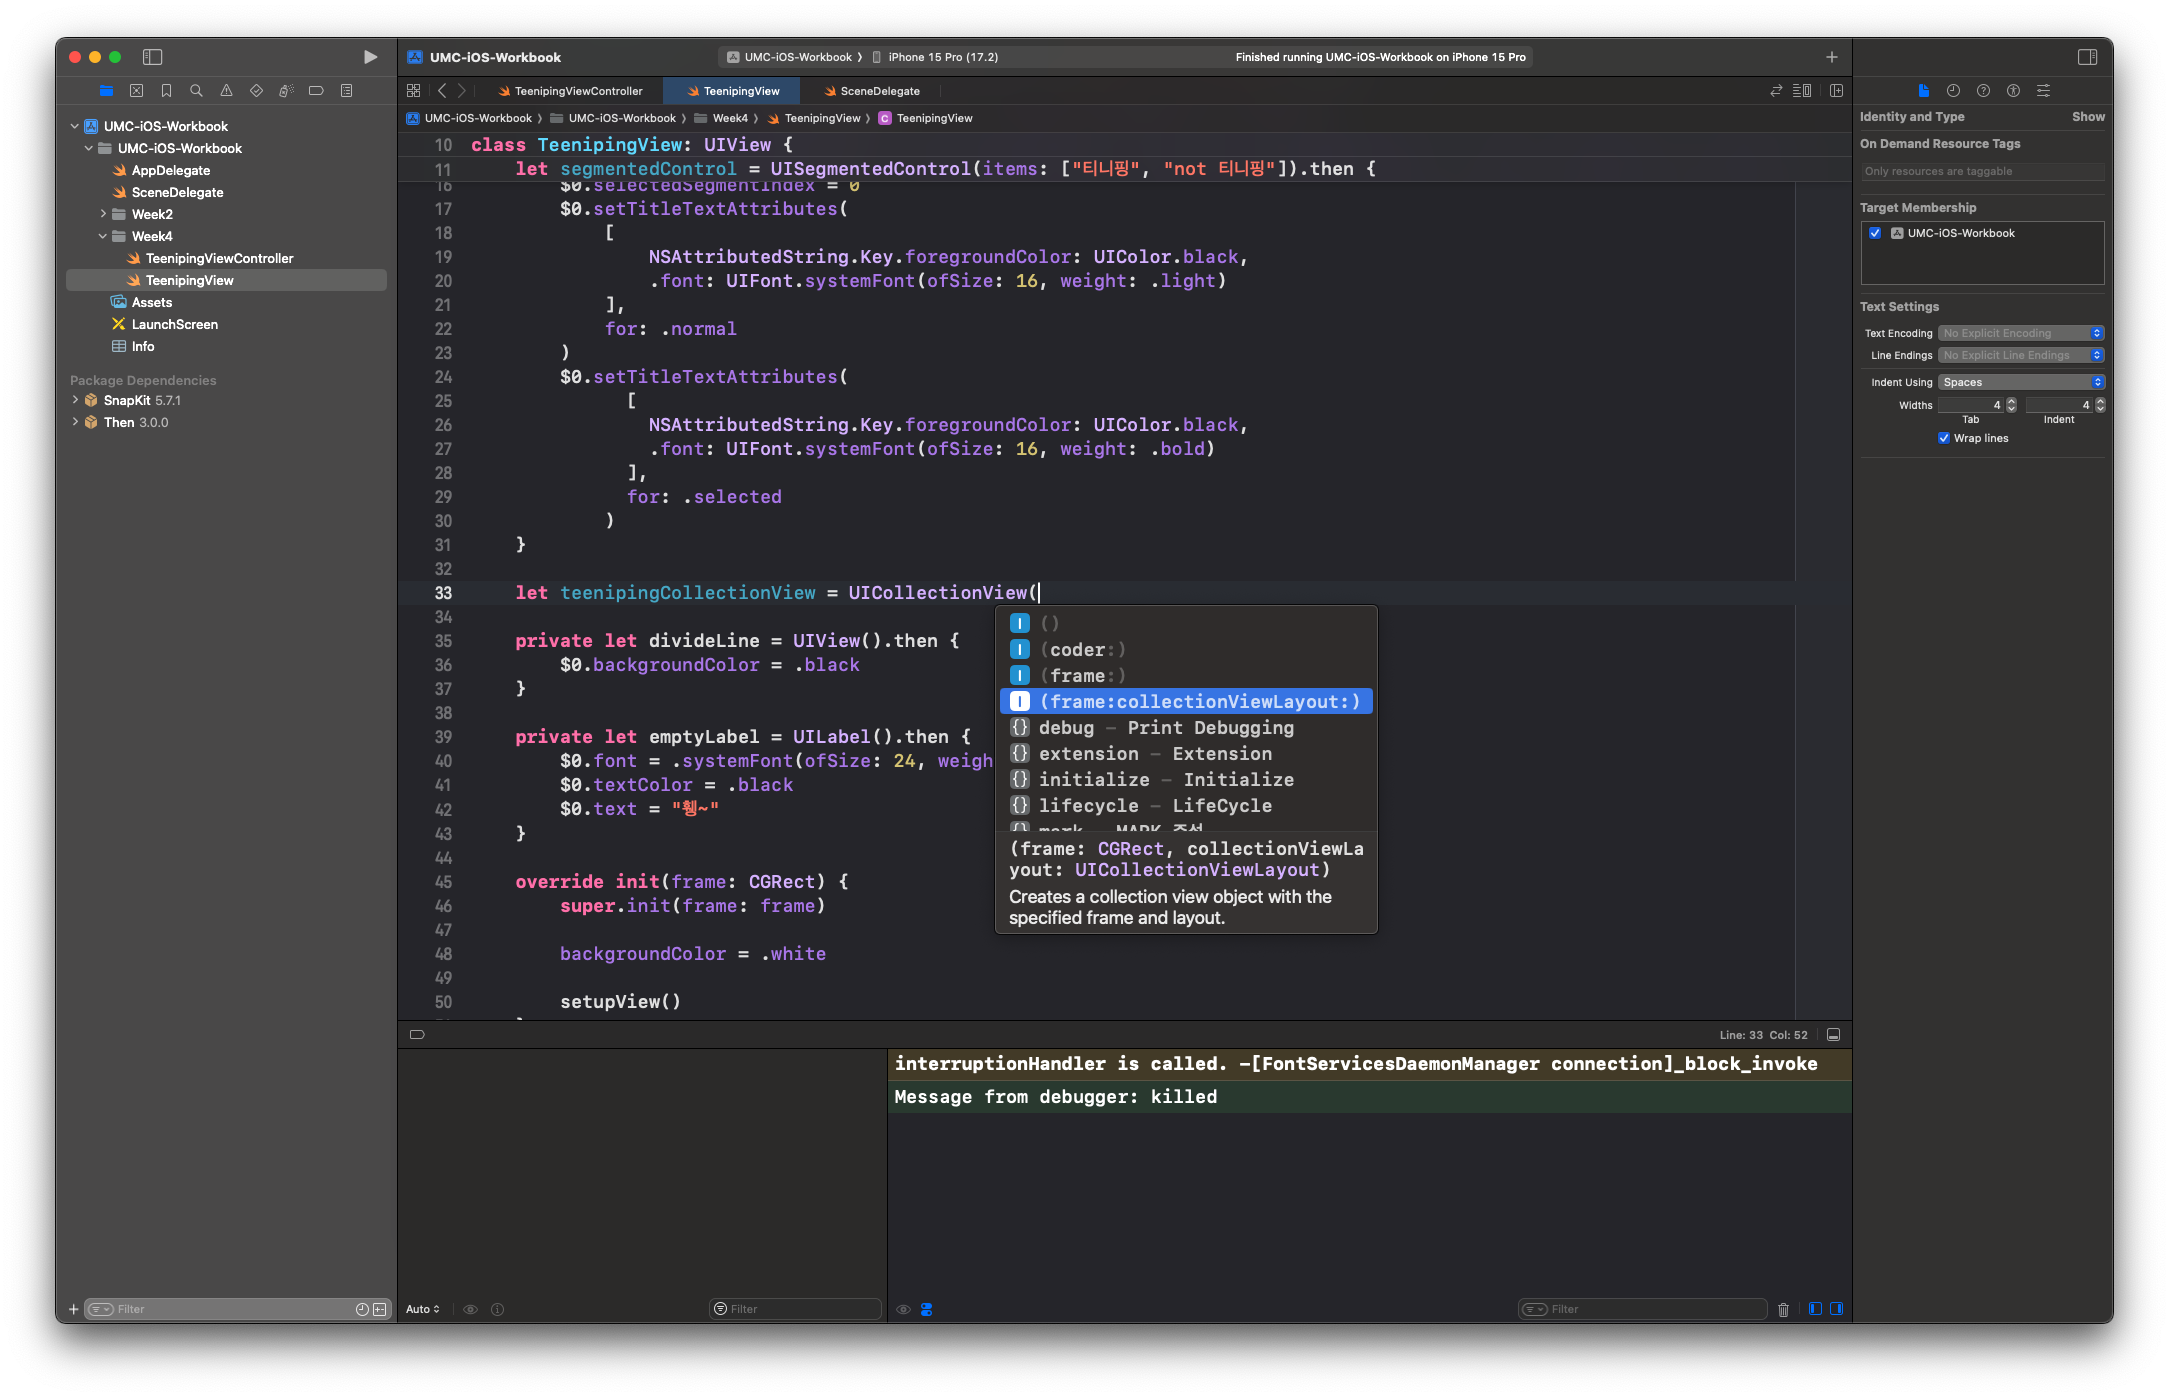 UMC-iOS-Workbook
UMC-iOS-Workbook 〉 iPhone 15 Pro (17.2)
Finished running UMC-iOS-Workbook on iPhone 15 Pro
TeenipingViewController
TeenipingView
SceneDelegate
UMC-iOS-Workbook 〉 UMC-iOS-Workbook 〉 Week4 〉 TeenipingView 〉 C TeenipingView
UMC-iOS-Workbook
UMC-iOS-Workbook
AppDelegate
SceneDelegate
Week2
Week4
TeenipingViewController
TeenipingView
Assets
LaunchScreen
Info
Package Dependencies
SnapKit 5.7.1
Then 3.0.0
Filter
10 class TeenipingView: UIView {
11 let segmentedControl = UISegmentedControl(items: ["티니핑", "not 티니핑"]).then {
16 $0.selectedSegmentIndex = 0
17 $0.setTitleTextAttributes(
18 [
19 NSAttributedString.Key.foregroundColor: UIColor.black,
20 .font: UIFont.systemFont(ofSize: 16, weight: .light)
21 ],
22 for: .normal
23 )
24 $0.setTitleTextAttributes(
25 [
26 NSAttributedString.Key.foregroundColor: UIColor.black,
27 .font: UIFont.systemFont(ofSize: 16, weight: .bold)
28 ],
29 for: .selected
30 )
31 }
32
33 let teenipingCollectionView = UICollectionView(
34
35 private let divideLine = UIView().then {
36 $0.backgroundColor = .black
37 }
38
39 private let emptyLabel = UILabel().then {
40 $0.font = .systemFont(ofSize: 24, weigh
41 $0.textColor = .black
42 $0.text = "휑~"
43 }
44
45 override init(frame: CGRect) {
46 super.init(frame: frame)
47
48 backgroundColor = .white
49
50 setupView()
I ()
I (coder:)
I (frame:)
I (frame:collectionViewLayout:)
{} debug — Print Debugging
{} extension — Extension
{} initialize — Initialize
{} lifecycle — LifeCycle
{} mark — MARK 주석
(frame: CGRect, collectionViewLa
yout: UICollectionViewLayout)
Creates a collection view object with the
specified frame and layout.
Line: 33 Col: 52
interruptionHandler is called. -[FontServicesDaemonManager connection]_block_invoke
Message from debugger: killed
Auto
Filter
Filter
Identity and Type
Show
On Demand Resource Tags
Only resources are taggable
Target Membership
UMC-iOS-Workbook
Text Settings
Text Encoding No Explicit Encoding
Line Endings No Explicit Line Endings
Indent Using Spaces
Widths 4 4
Tab Indent
Wrap lines